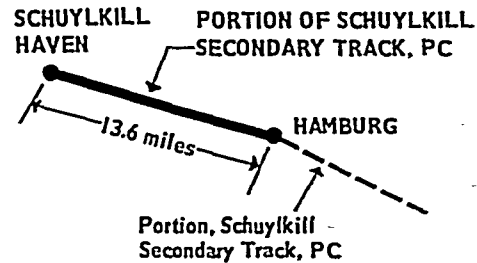 SCHUYLKILL
HAVEN
PORTION OF SCHUYLKILL
SECONDARY TRACK, PC
13.6 miles
HAMBURG
Portion, Schuylkill
Secondary Track, PC